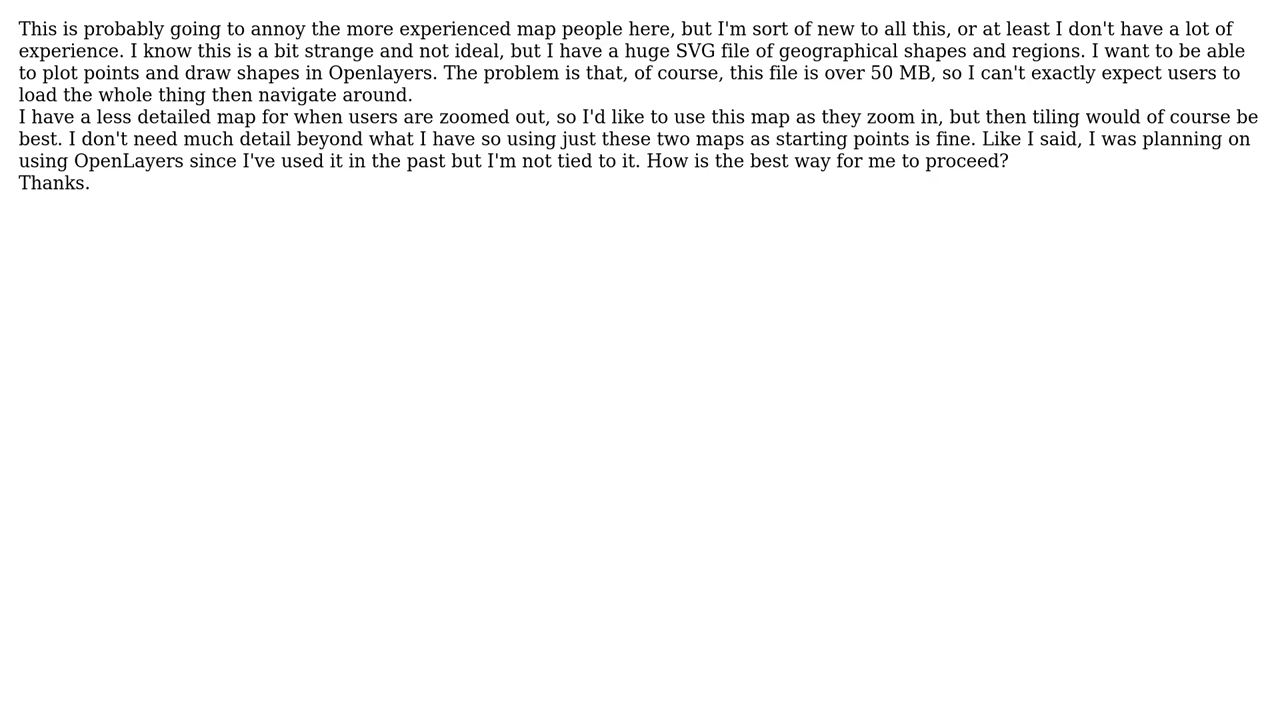 This is probably going to annoy the more experienced map people here, but I'm sort of new to all this, or at least I don't have a lot of
experience. I know this is a bit strange and not ideal, but I have a huge SVG file of geographical shapes and regions. I want to be able
to plot points and draw shapes in Openlayers. The problem is that, of course, this file is over 50 MB, so I can't exactly expect users to
load the whole thing then navigate around.
I have a less detailed map for when users are zoomed out, so I'd like to use this map as they zoom in, but then tiling would of course be
best. I don't need much detail beyond what I have so using just these two maps as starting points is fine. Like I said, I was planning on
using OpenLayers since I've used it in the past but I'm not tied to it. How is the best way for me to proceed?
Thanks.